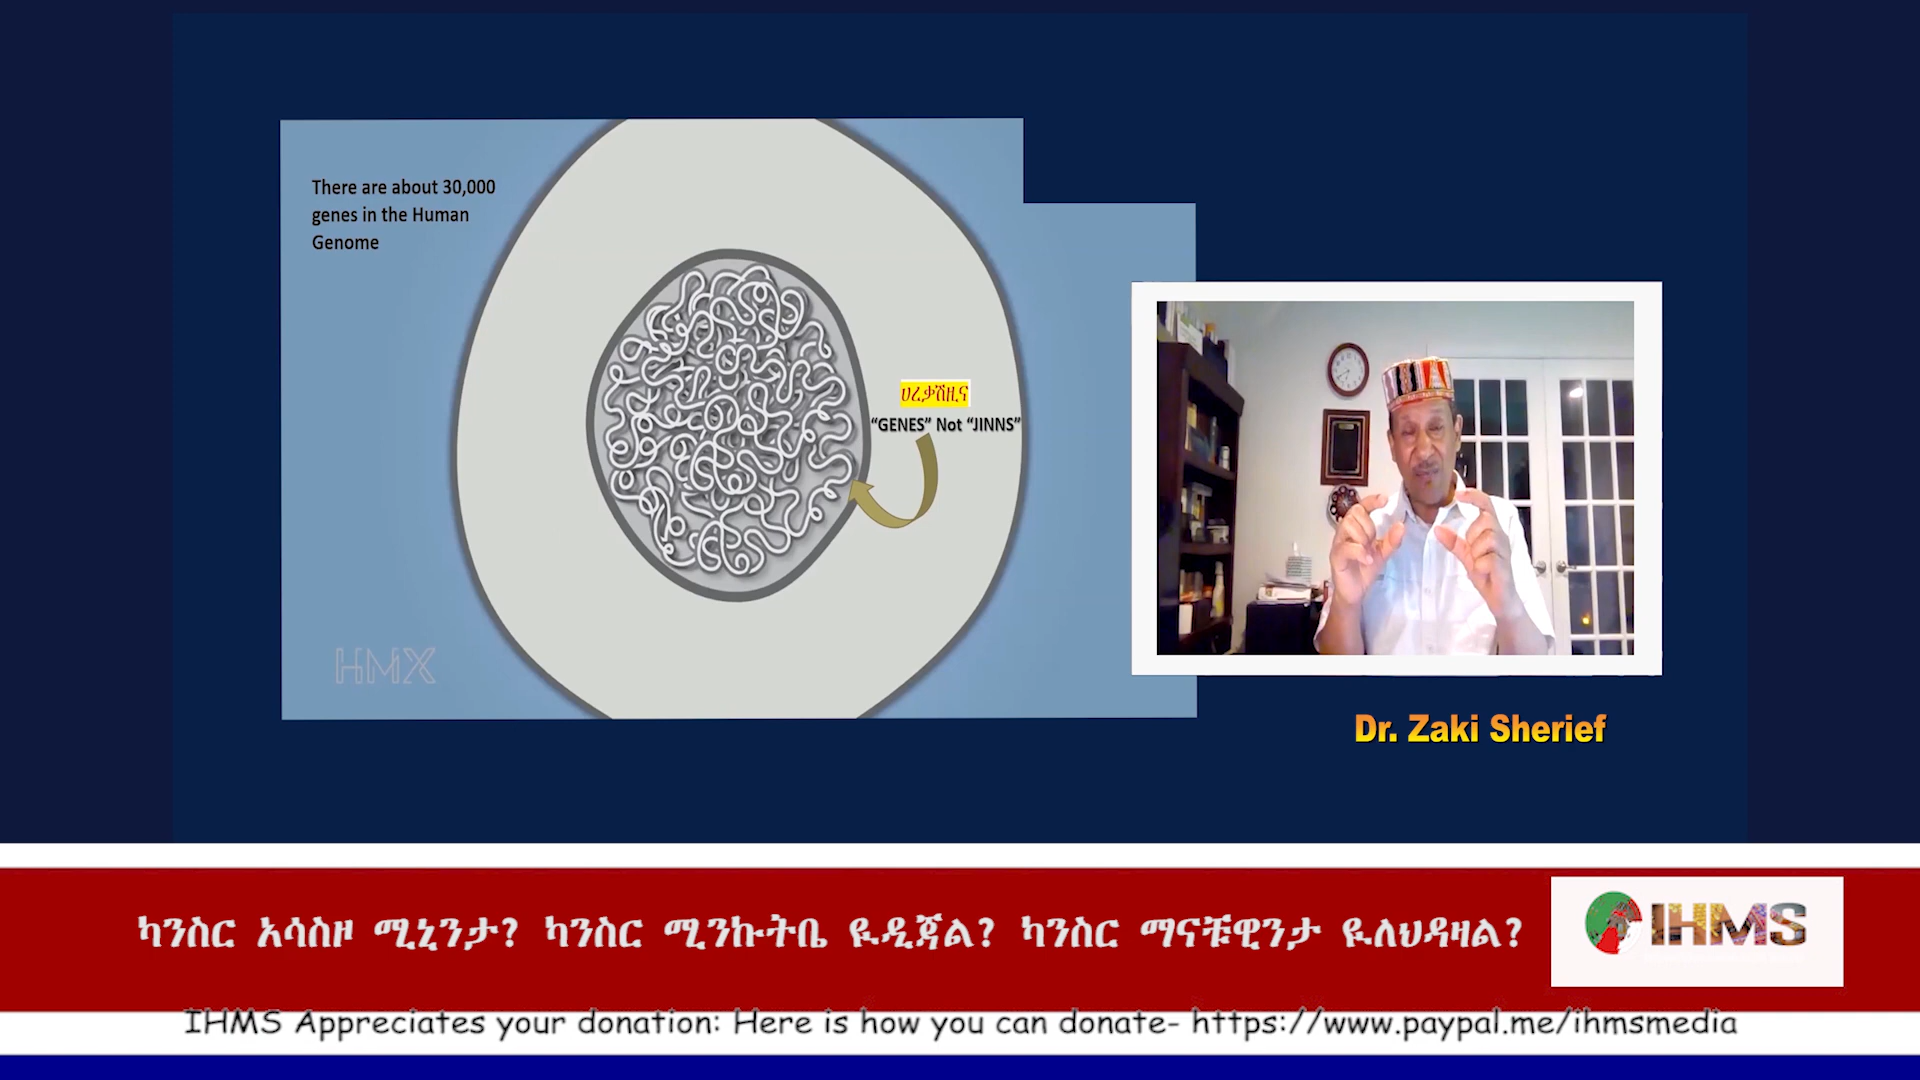 There are about 30,000
genes in the Human
Genome
ሀረቃሽዚና
“GENES” Not “JINNS”
HMX
Dr. Zaki Sherief
ካንስር አሳስዞ ሚኒንታ? ካንስር ሚንኩትቤ ዪዲጃል? ካንስር ማናቹዊንታ ዪለህዳዛል?
IHMS
IHMS Appreciates your donation: Here is how you can donate- https://www.paypal.me/ihmsmedia